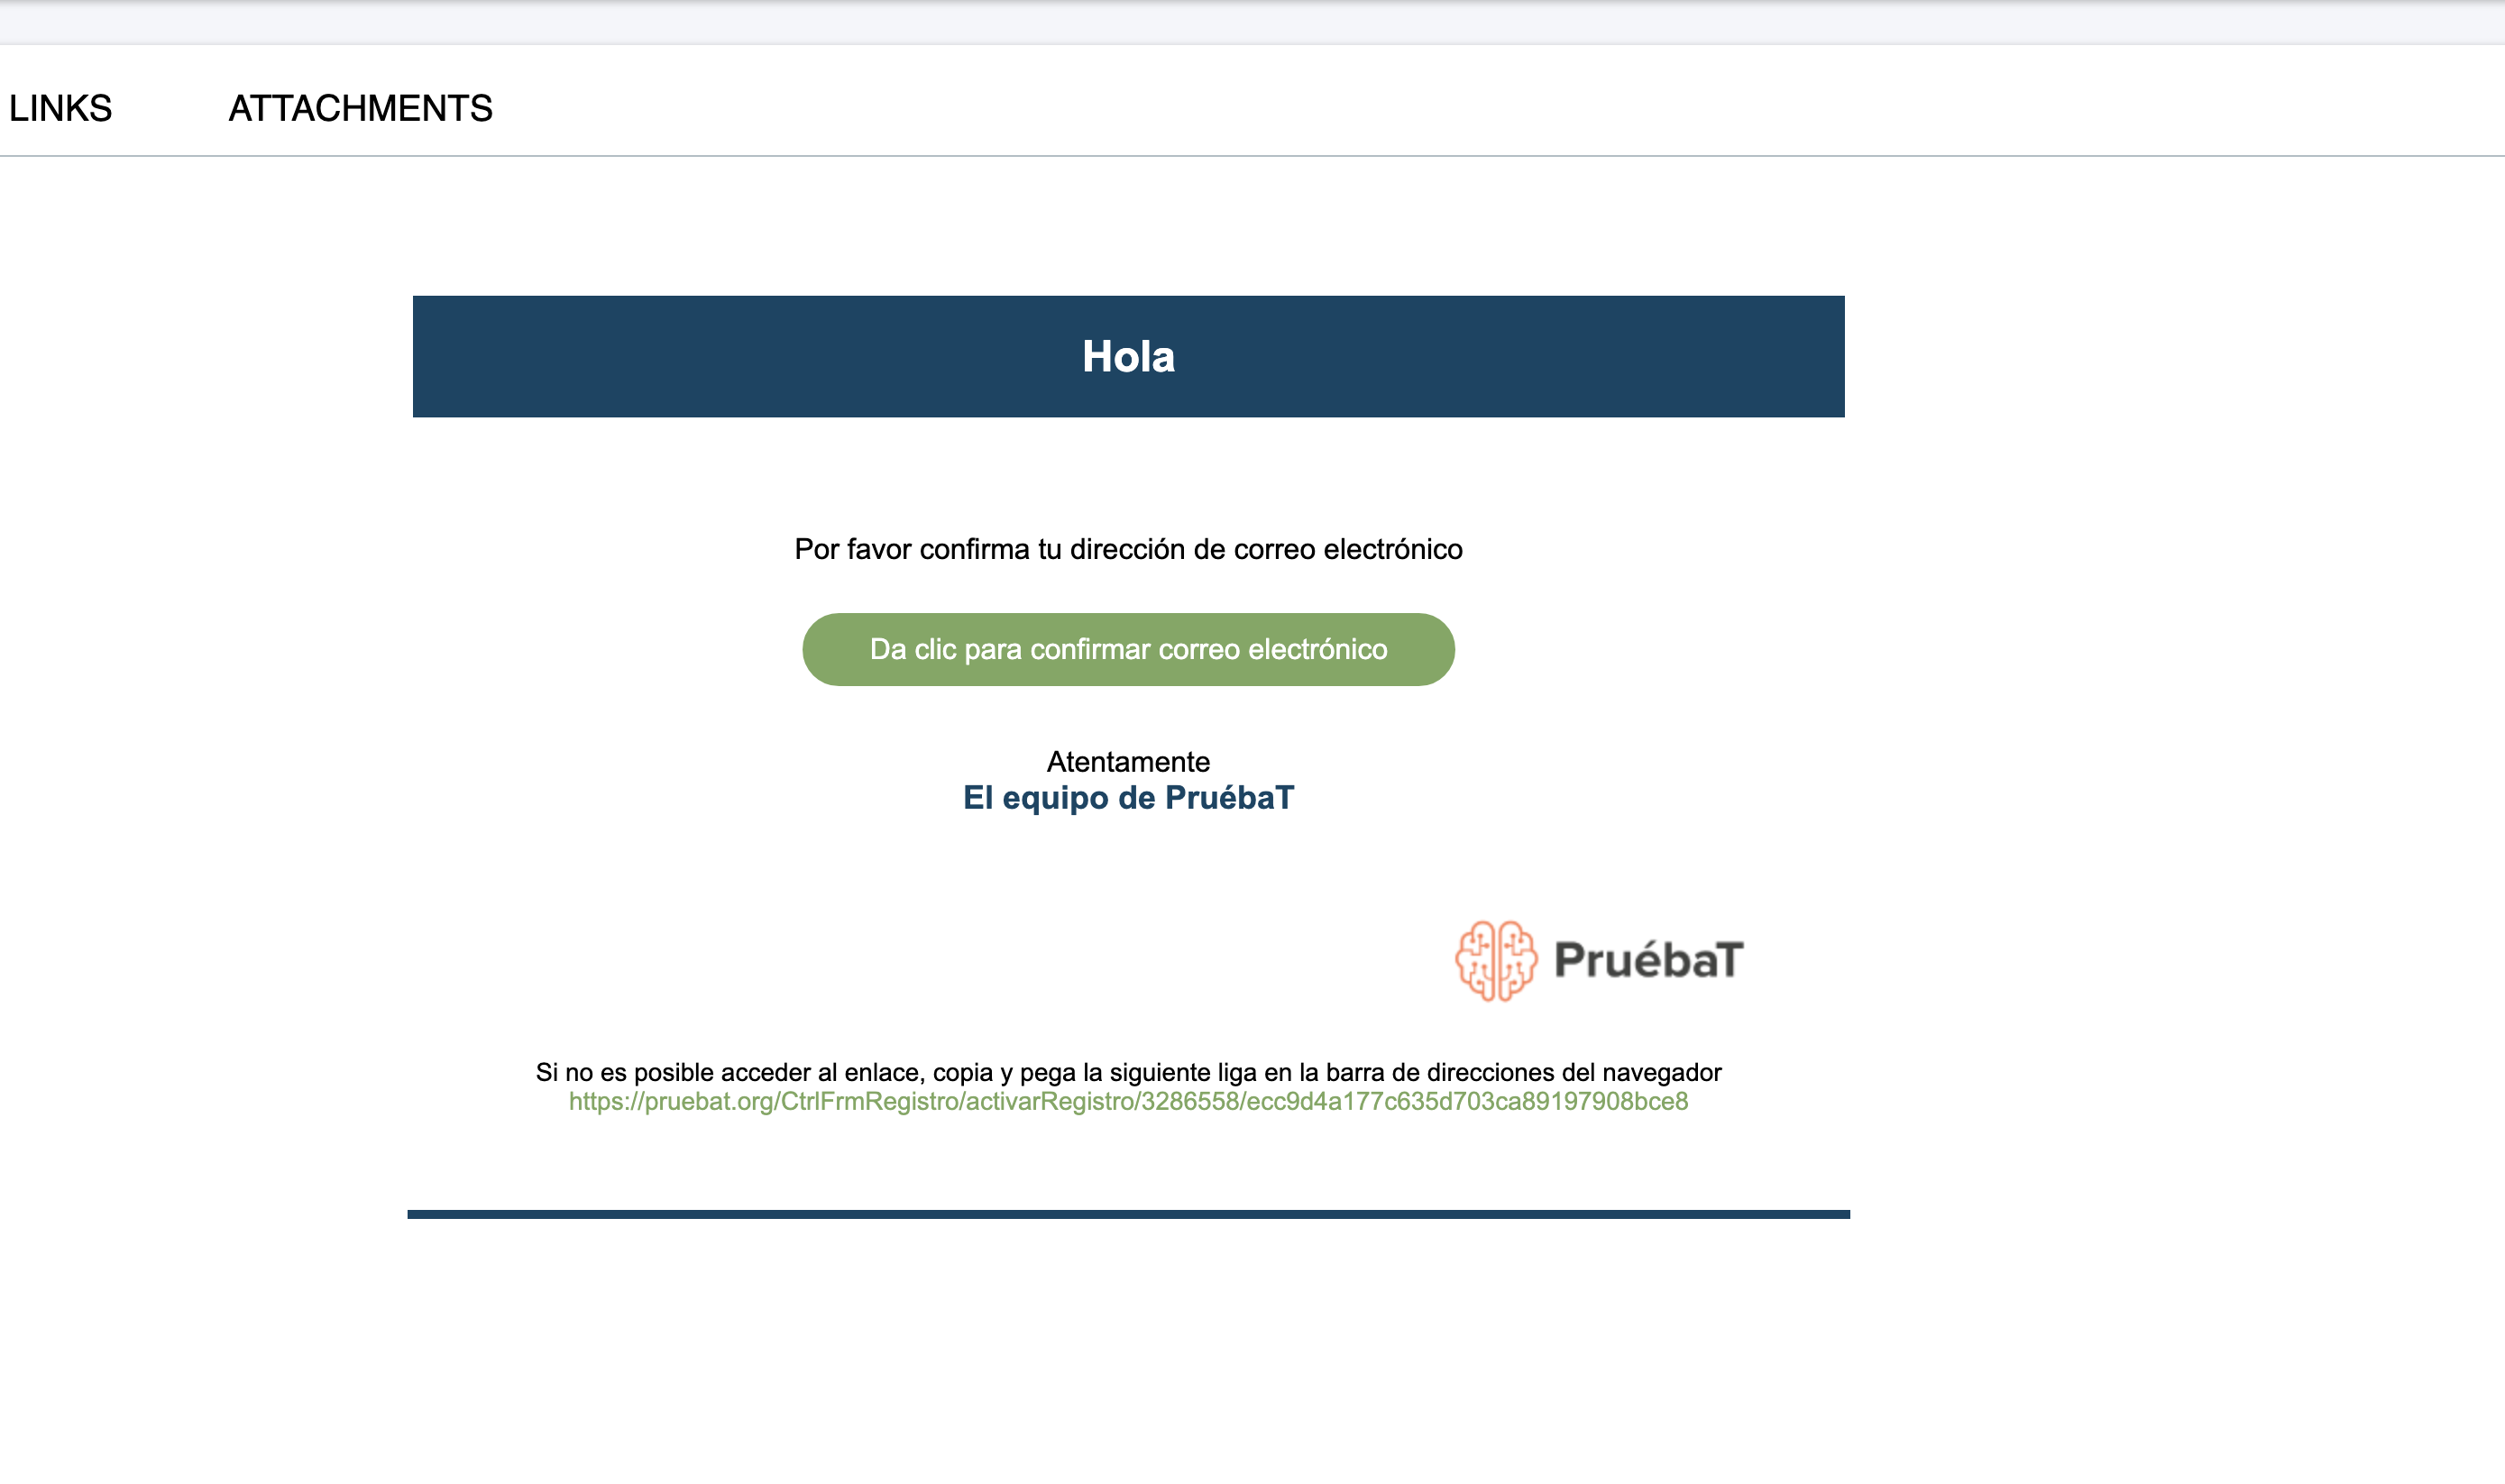 LINKS ATTACHMENTS
Hola
Por favor confirma tu dirección de correo electrónico
Da clic para confirmar correo electrónico
Atentamente
El equipo de PruébaT
PruébaT
Si no es posible acceder al enlace, copia y pega la siguiente liga en la barra de direcciones del navegador
https://pruebat.org/CtrlFrmRegistro/activarRegistro/3286558/ecc9d4a177c635d703ca89197908bce8